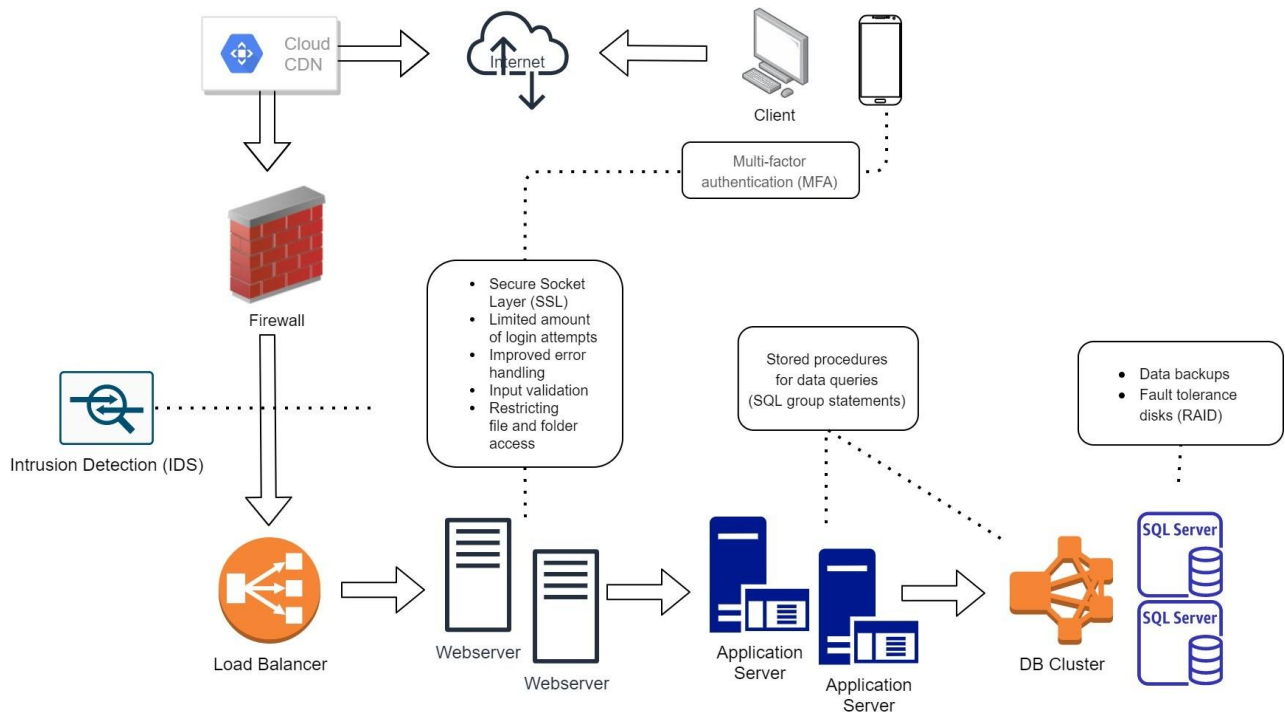 Cloud
CDN
Internet
Client
Multi-factor
authentication (MFA)
Firewall
Secure Socket
Layer (SSL)
Limited amount
of login attempts
Improved error
handling
Input validation
Restricting
file and folder
access
Stored procedures
for data queries
(SQL group statements)
Data backups
Fault tolerance
disks (RAID)
Intrusion Detection (IDS)
Load Balancer
Webserver
Webserver
Application
Server
Application
Server
DB Cluster
SQL Server
SQL Server